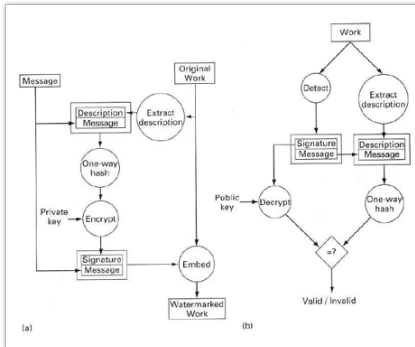 Message
Original
Work
Description
Message
Extract
description
One-way
hash
Private
key
Encrypt
Signature
Message
Embed
Watermarked
Work
(a)
Work
Detect
Extract
description
Signature
Message
Description
Message
Public
key
Decrypt
One-way
hash
=?
Valid / Invalid
(b)